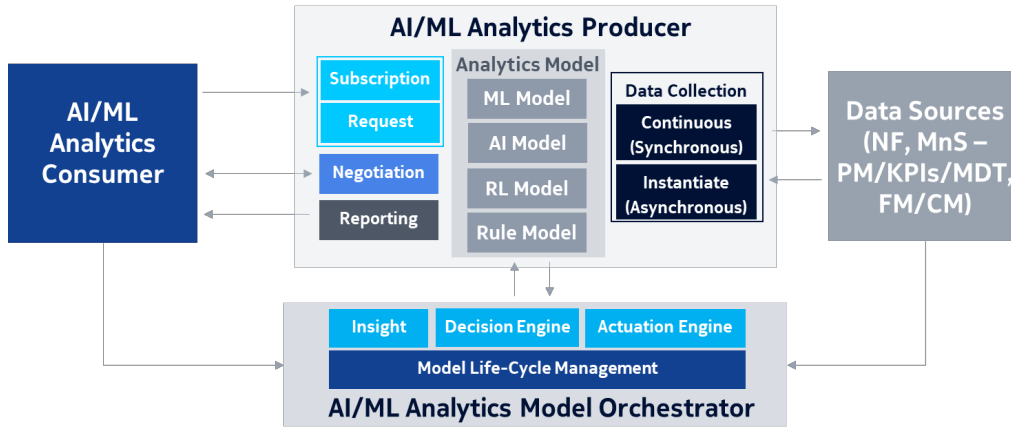 AI/ML Analytics Producer
AI/ML
Analytics
Consumer
Subscription
Request
Negotiation
Reporting
Analytics Model
ML Model
AI Model
RL Model
Rule Model
Data Collection
Continuous
(Synchronous)
Instantiate
(Asynchronous)
Data Sources
(NF, MnS –
PM/KPIs/MDT,
FM/CM)
Insight
Decision Engine
Actuation Engine
Model Life-Cycle Management
AI/ML Analytics Model Orchestrator